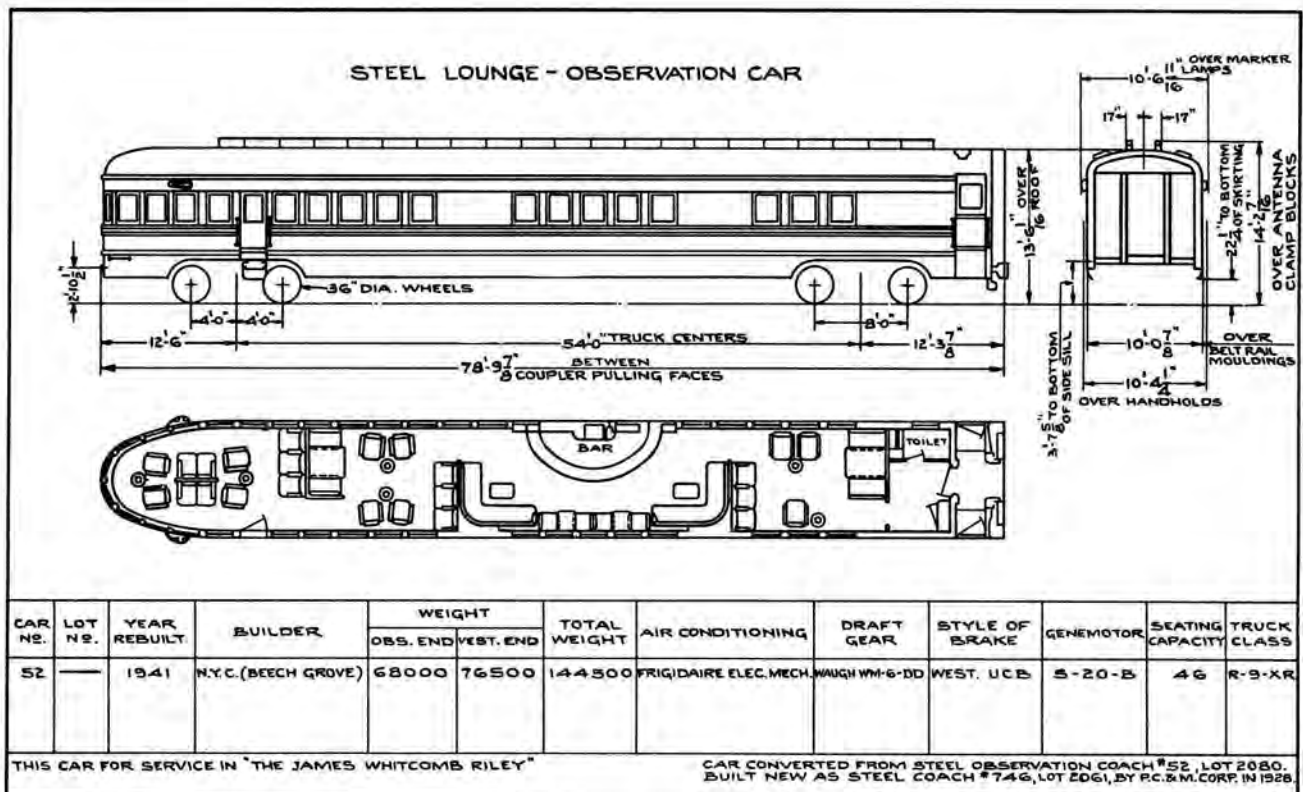 STEEL LOUNGE - OBSERVATION CAR
10'-6 11/16" OVER MARKER LAMPS
17" 17"
13'-6 1/16" OVER ROOF
22 1/4" TO BOTTOM OF SKIRTING
14'-2 7/16" OVER ANTENNA CLAMP BLOCKS
2'-10 1/2"
36" DIA. WHEELS
4'-0" 4'-0" 8'-0"
12'-6" 54'-0" TRUCK CENTERS 12'-3 7/8"
78'-9 7/8" BETWEEN COUPLER PULLING FACES
3'-7 5/8" TO BOTTOM OF SIDE SILL
10'-0 7/8" OVER BELT RAIL MOULDINGS
10'-4 1/4"
OVER HANDHOLDS
BAR
TOILET
CAR Nº. LOT Nº. YEAR REBUILT BUILDER WEIGHT OBS. END VEST. END TOTAL WEIGHT AIR CONDITIONING DRAFT GEAR STYLE OF BRAKE GENEMOTOR SEATING CAPACITY TRUCK CLASS
52 — 1941 N.Y.C. (BEECH GROVE) 68000 76500 144500 FRIGIDAIRE ELEC. MECH. WAUGH WM-6-DD WEST. UCB S-20-B 46 R-9-XR
THIS CAR FOR SERVICE IN "THE JAMES WHITCOMB RILEY"
CAR CONVERTED FROM STEEL OBSERVATION COACH #52, LOT 2080.
BUILT NEW AS STEEL COACH #746, LOT 2061, BY P.C.&M. CORP. IN 1928.